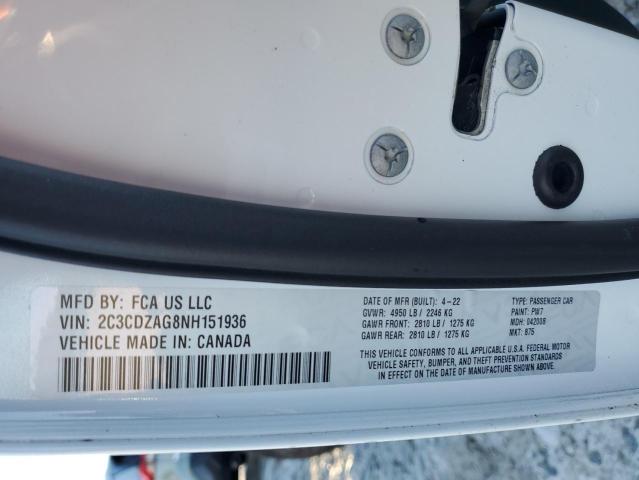 MFD BY: FCA US LLC
VIN: 2C3CDZAG8NH151936
VEHICLE MADE IN: CANADA
DATE OF MFR (BUILT): 4-22
GVWR: 4950 LB / 2246 KG
GAWR FRONT: 2810 LB / 1275 KG
GAWR REAR: 2810 LB / 1275 KG
TYPE: PASSENGER CAR
PAINT: PW7
MDH: 042008
MKT: 875
THIS VEHICLE CONFORMS TO ALL APPLICABLE U.S.A. FEDERAL MOTOR
VEHICLE SAFETY, BUMPER, AND THEFT PREVENTION STANDARDS
IN EFFECT ON THE DATE OF MANUFACTURE SHOWN ABOVE.